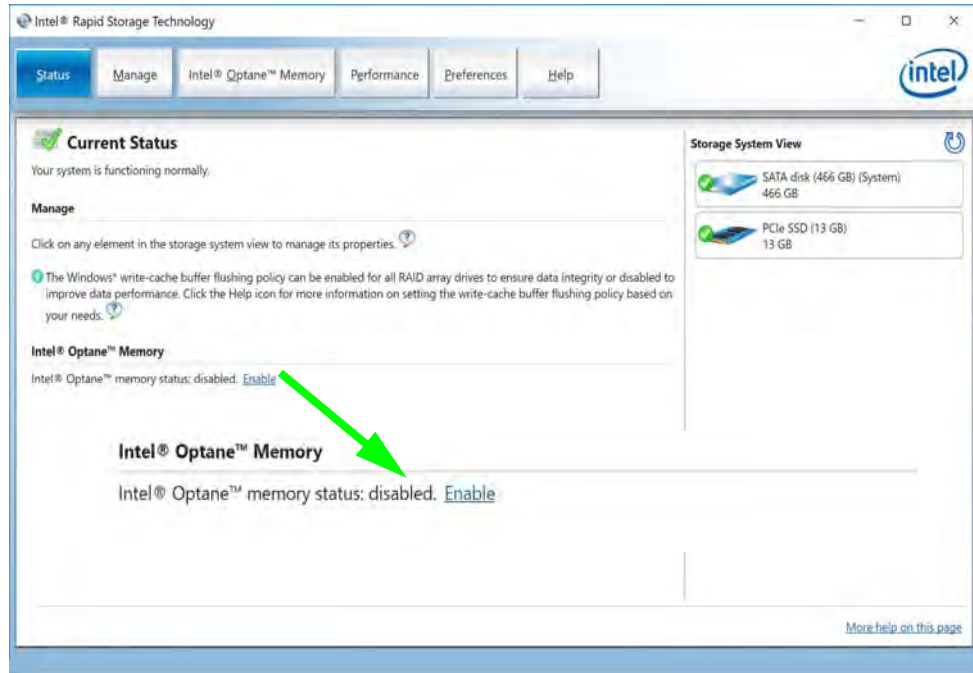 Intel® Rapid Storage Technology
Status
Manage
Intel® Optane™ Memory
Performance
Preferences
Help
intel
Current Status
Your system is functioning normally.
Manage
Click on any element in the storage system view to manage its properties.
The Windows* write-cache buffer flushing policy can be enabled for all RAID array drives to ensure data integrity or disabled to
improve data performance. Click the Help icon for more information on setting the write-cache buffer flushing policy based on
your needs.
Intel® Optane™ Memory
Intel® Optane™ memory status: disabled. Enable
Intel® Optane™ Memory
Intel® Optane™ memory status: disabled. Enable
Storage System View
SATA disk (466 GB) (System)
466 GB
PCIe SSD (13 GB)
13 GB
More help on this page